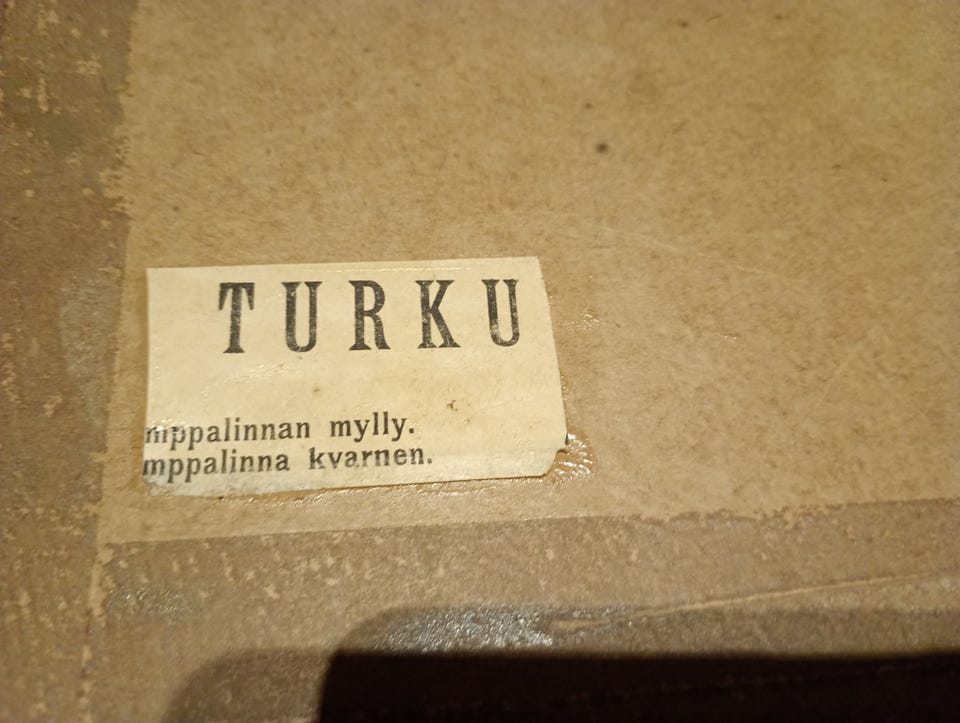 TURKU
mppalinnan mylly.
mppalinna kvarnen.